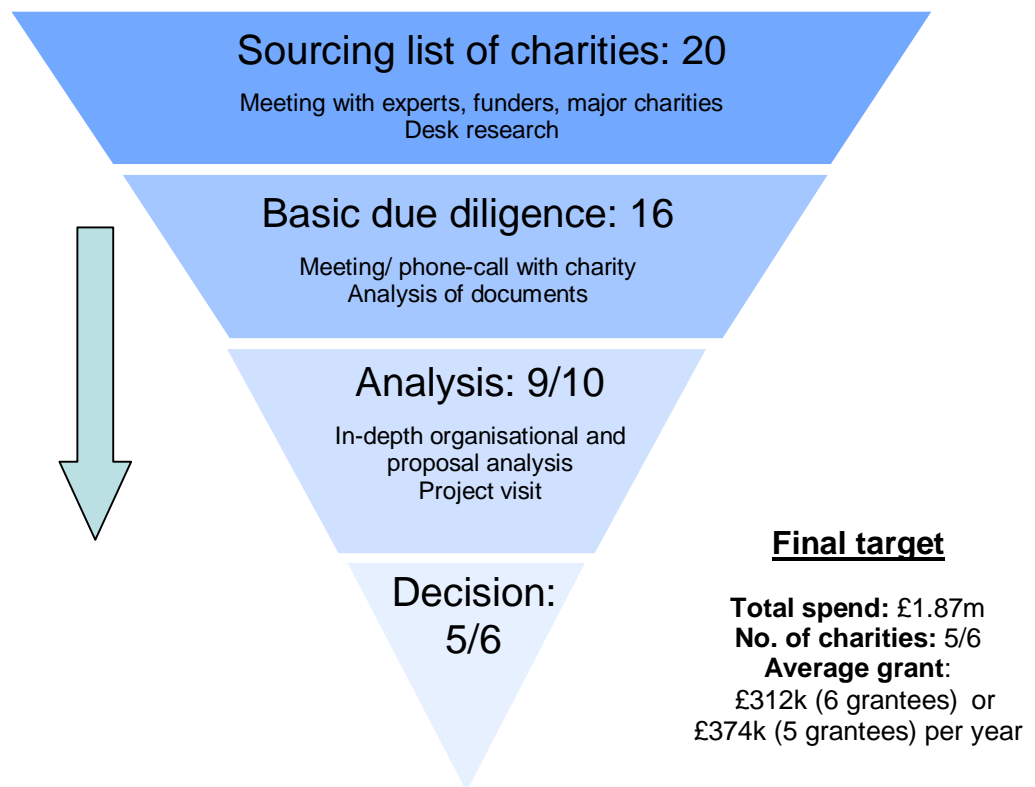 Sourcing list of charities: 20
Meeting with experts, funders, major charities
Desk research
Basic due diligence: 16
Meeting/ phone-call with charity
Analysis of documents
Analysis: 9/10
In-depth organisational and
proposal analysis
Project visit
Decision:
5/6
Final target
Total spend: £1.87m
No. of charities: 5/6
Average grant:
£312k (6 grantees) or
£374k (5 grantees) per year